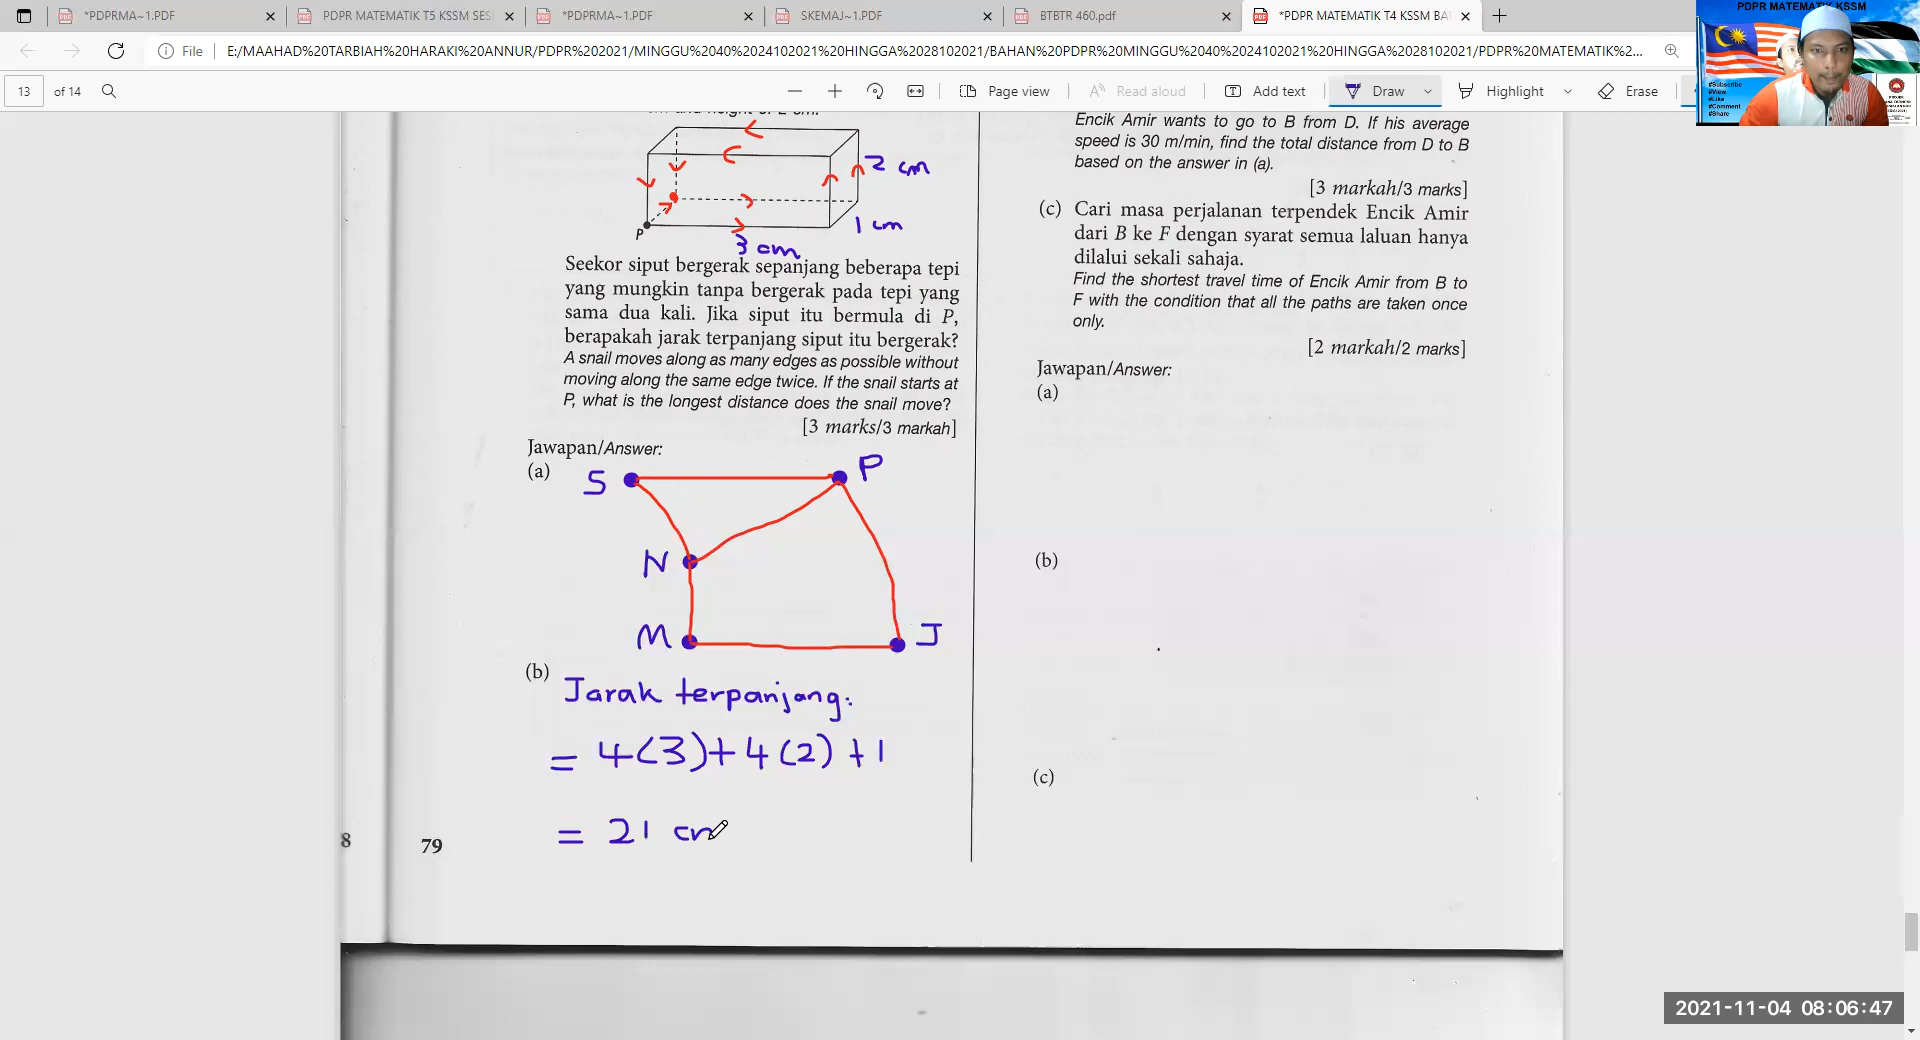 *PDPRMA~1.PDF
PDPR MATEMATIK T5 KSSM SES
*PDPRMA~1.PDF
SKEMAJ~1.PDF
BTBTR 460.pdf
*PDPR MATEMATIK T4 KSSM BA
File
E:/MAAHAD%20TARBIAH%20HARAKI%20ANNUR/PDPR%202021/MINGGU%2040%2024102021%20HINGGA%2028102021/BAHAN%20PDPR%20MINGGU%2040%2024102021%20HINGGA%2028102021/PDPR%20MATEMATIK%2...
13 of 14
Page view
Read aloud
Add text
Draw
Highlight
Erase
PDPR MATEMATIK KSSM
#Subscribe
#View
#Like
#Comment
#Share
2 cm
1 cm
3 cm
P
Seekor siput bergerak sepanjang beberapa tepi
yang mungkin tanpa bergerak pada tepi yang
sama dua kali. Jika siput itu bermula di P,
berapakah jarak terpanjang siput itu bergerak?
A snail moves along as many edges as possible without
moving along the same edge twice. If the snail starts at
P, what is the longest distance does the snail move?
[3 marks/3 markah]
Jawapan/Answer:
(a)
S
P
N
M
J
(b)
Jarak terpanjang:
= 4(3)+4(2)+1
= 21 cm
8
79
Encik Amir wants to go to B from D. If his average
speed is 30 m/min, find the total distance from D to B
based on the answer in (a).
[3 markah/3 marks]
(c) Cari masa perjalanan terpendek Encik Amir
dari B ke F dengan syarat semua laluan hanya
dilalui sekali sahaja.
Find the shortest travel time of Encik Amir from B to
F with the condition that all the paths are taken once
only.
[2 markah/2 marks]
Jawapan/Answer:
(a)
(b)
(c)
2021-11-04 08:06:47